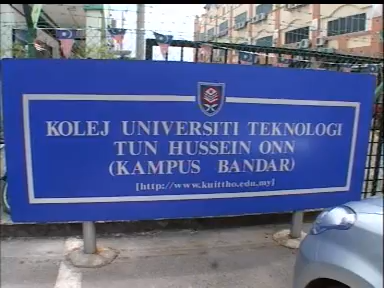 KOLEJ UNIVERSITI TEKNOLOGI
TUN HUSSEIN ONN
(KAMPUS BANDAR)
[http://www.kuittho.edu.my]